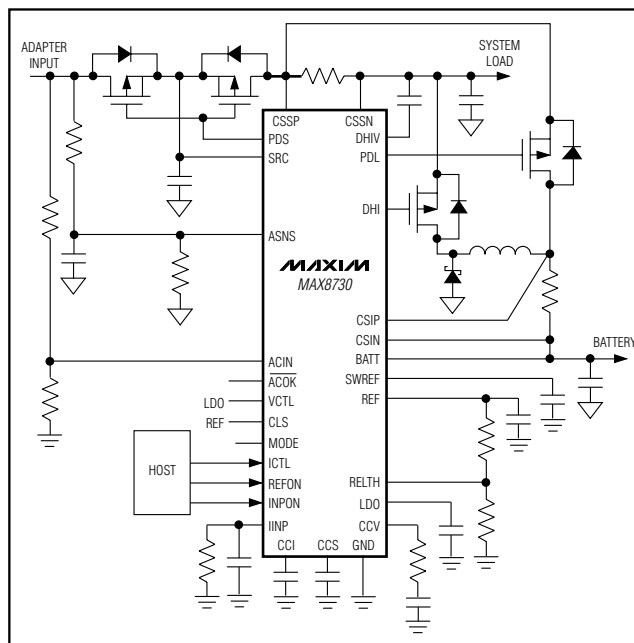 ADAPTER
INPUT
SYSTEM
LOAD
CSSP
CSSN
PDS
DHIV
SRC
PDL
DHI
ASNS
MAXIM
MAX8730
CSIP
CSIN
BATT
BATTERY
ACIN
SWREF
ACOK
REF
LDO
VCTL
REF
CLS
MODE
HOST
ICTL
REFON
RELTH
INPON
LDO
IINP
CCV
CCI
CCS
GND